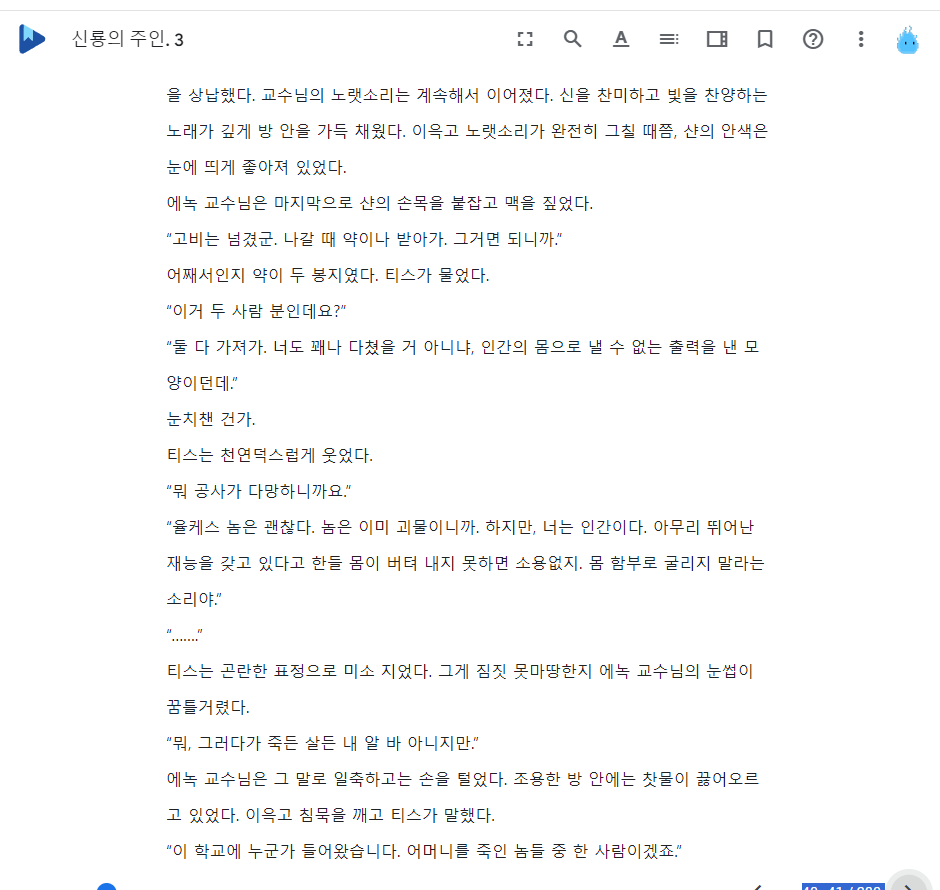 신룡의 주인. 3
을 상납했다. 교수님의 노랫소리는 계속해서 이어졌다. 신을 찬미하고 빛을 찬양하는
노래가 깊게 방 안을 가득 채웠다. 이윽고 노랫소리가 완전히 그칠 때쯤, 샨의 안색은
눈에 띄게 좋아져 있었다.
에녹 교수님은 마지막으로 샨의 손목을 붙잡고 맥을 짚었다.
“고비는 넘겼군. 나갈 때 약이나 받아가. 그거면 되니까.”
어째서인지 약이 두 봉지였다. 티스가 물었다.
“이거 두 사람 분인데요?”
“둘 다 가져가. 너도 꽤나 다쳤을 거 아니냐, 인간의 몸으로 낼 수 없는 출력을 낸 모
양이던데.”
눈치챈 건가.
티스는 천연덕스럽게 웃었다.
“뭐 공사가 다망하니까요.”
“율케스 놈은 괜찮다. 놈은 이미 괴물이니까. 하지만, 너는 인간이다. 아무리 뛰어난
재능을 갖고 있다고 한들 몸이 버텨 내지 못하면 소용없지. 몸 함부로 굴리지 말라는
소리야.”
“…….”
티스는 곤란한 표정으로 미소 지었다. 그게 짐짓 못마땅한지 에녹 교수님의 눈썹이
꿈틀거렸다.
“뭐, 그러다가 죽든 살든 내 알 바 아니지만.”
에녹 교수님은 그 말로 일축하고는 손을 털었다. 조용한 방 안에는 찻물이 끓어오르
고 있었다. 이윽고 침묵을 깨고 티스가 말했다.
“이 학교에 누군가 들어왔습니다. 어머니를 죽인 놈들 중 한 사람이겠죠.”